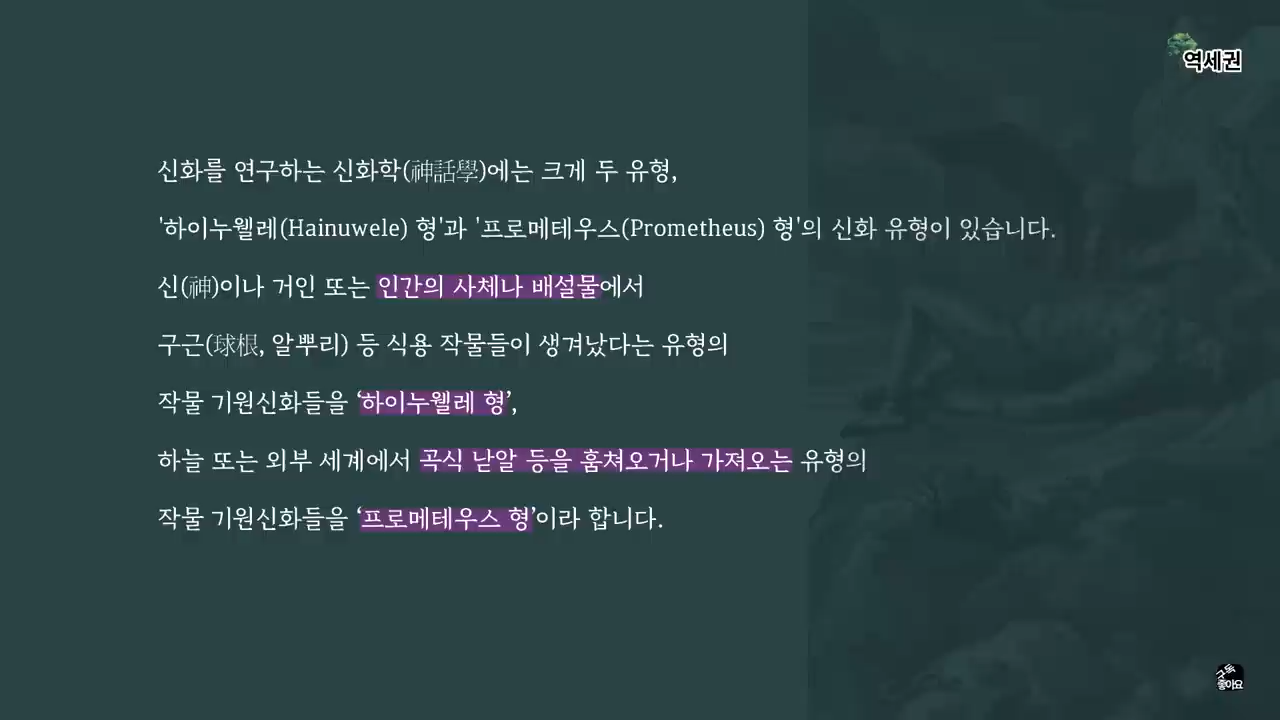 역세권
신화를 연구하는 신화학(神話學)에는 크게 두 유형,
'하이누웰레(Hainuwele) 형'과 '프로메테우스(Prometheus) 형'의 신화 유형이 있습니다.
신(神)이나 거인 또는 인간의 사체나 배설물에서
구근(球根, 알뿌리) 등 식용 작물들이 생겨났다는 유형의
작물 기원신화들을 ‘하이누웰레 형’,
하늘 또는 외부 세계에서 곡식 낟알 등을 훔쳐오거나 가져오는 유형의
작물 기원신화들을 ‘프로메테우스 형’이라 합니다.
구독
좋아요